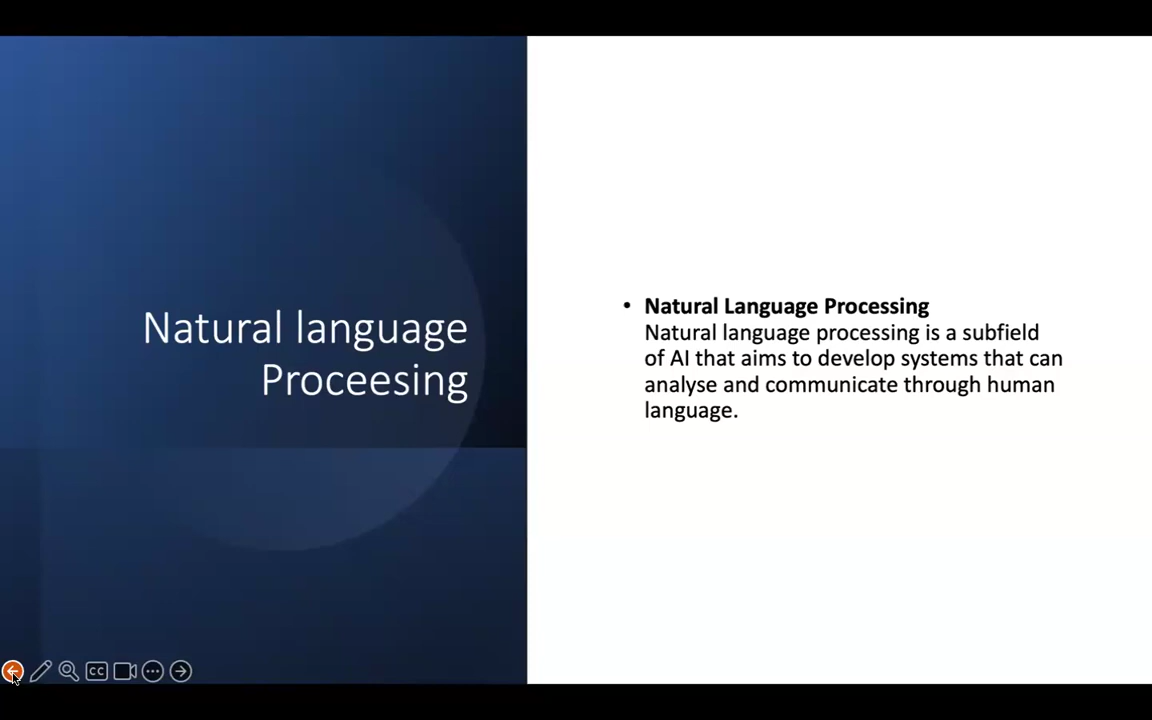 Natural language
Proceesing
• Natural Language Processing
Natural language processing is a subfield
of AI that aims to develop systems that can
analyse and communicate through human
language.
CC